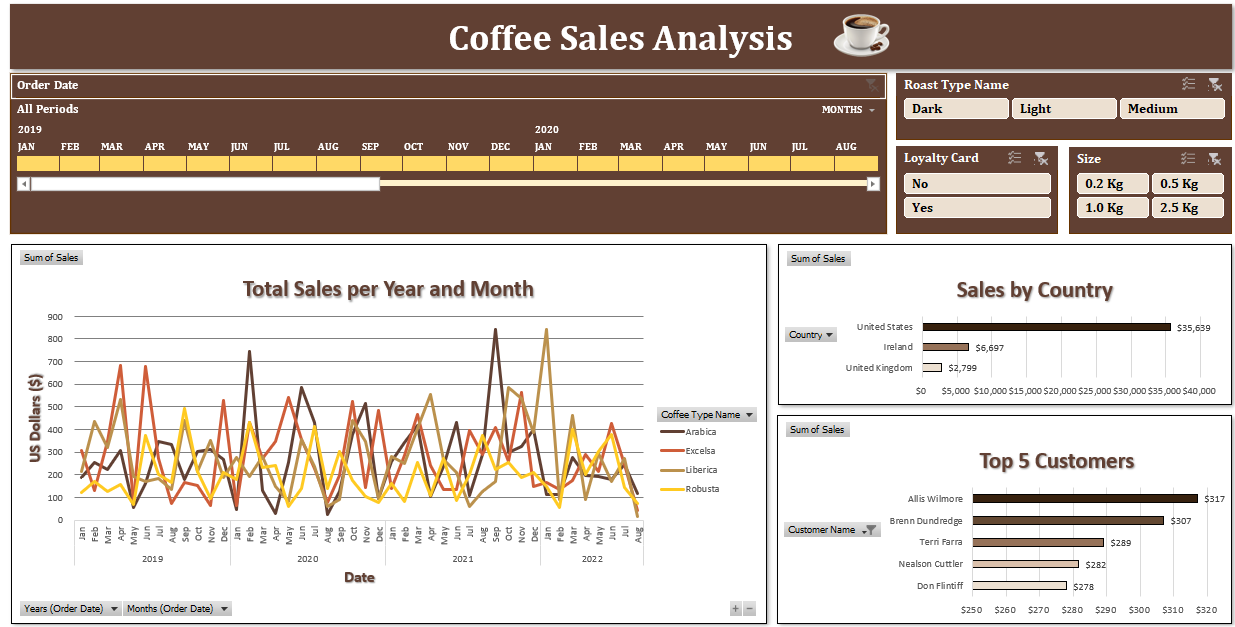 Coffee Sales Analysis
Order Date
All Periods
MONTHS
2019 2020
JAN FEB MAR APR MAY JUN JUL AUG SEP OCT NOV DEC JAN FEB MAR APR MAY JUN JUL AUG
Roast Type Name
Dark Light Medium
Loyalty Card
No
Yes
Size
0.2 Kg 0.5 Kg
1.0 Kg 2.5 Kg
Sum of Sales
Total Sales per Year and Month
US Dollars ($)
900
800
700
600
500
400
300
200
100
0
Jan Feb Mar Apr May Jun Jul Aug Sep Oct Nov Dec Jan Feb Mar Apr May Jun Jul Aug Sep Oct Nov Dec Jan Feb Mar Apr May Jun Jul Aug Sep Oct Nov Dec Jan Feb Mar Apr May Jun Jul Aug
2019 2020 2021 2022
Date
Coffee Type Name
Arabica
Excelsa
Liberica
Robusta
Years (Order Date) Months (Order Date)
+ −
Sum of Sales
Sales by Country
Country
United States $35,639
Ireland $6,697
United Kingdom $2,799
$0 $5,000 $10,000 $15,000 $20,000 $25,000 $30,000 $35,000 $40,000
Sum of Sales
Top 5 Customers
Customer Name
Allis Wilmore $317
Brenn Dundredge $307
Terri Farra $289
Nealson Cuttler $282
Don Flintiff $278
$250 $260 $270 $280 $290 $300 $310 $320